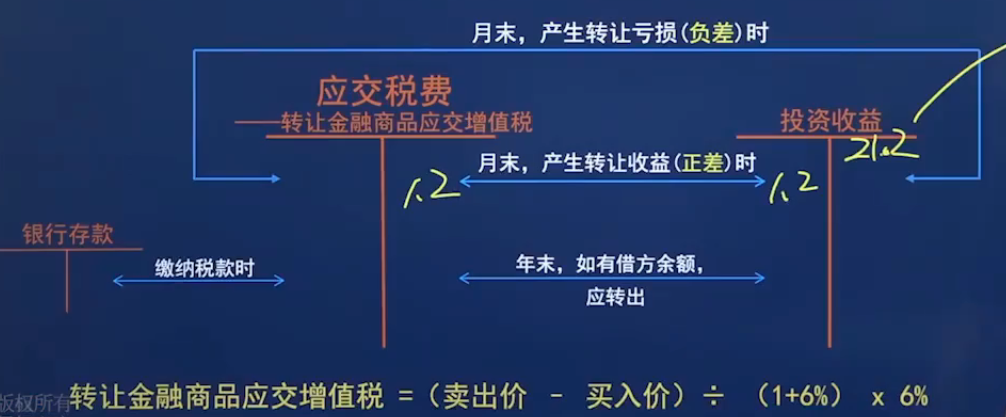 月末，产生转让亏损(负差)时
应交税费
——转让金融商品应交增值税
投资收益
21.2
月末，产生转让收益(正差)时
1.2
1.2
银行存款
缴纳税款时
年末，如有借方余额，
应转出
版权所有
转让金融商品应交增值税 =（卖出价 - 买入价）÷ （1+6%） x 6%